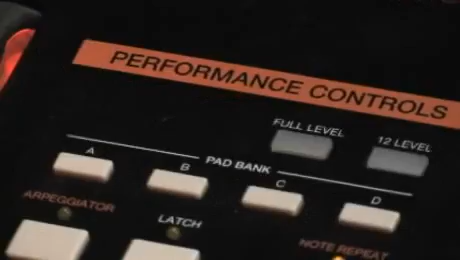 PERFORMANCE CONTROLS
FULL LEVEL
12 LEVEL
PAD BANK
A
B
C
D
ARPEGGIATOR
LATCH
NOTE REPEAT